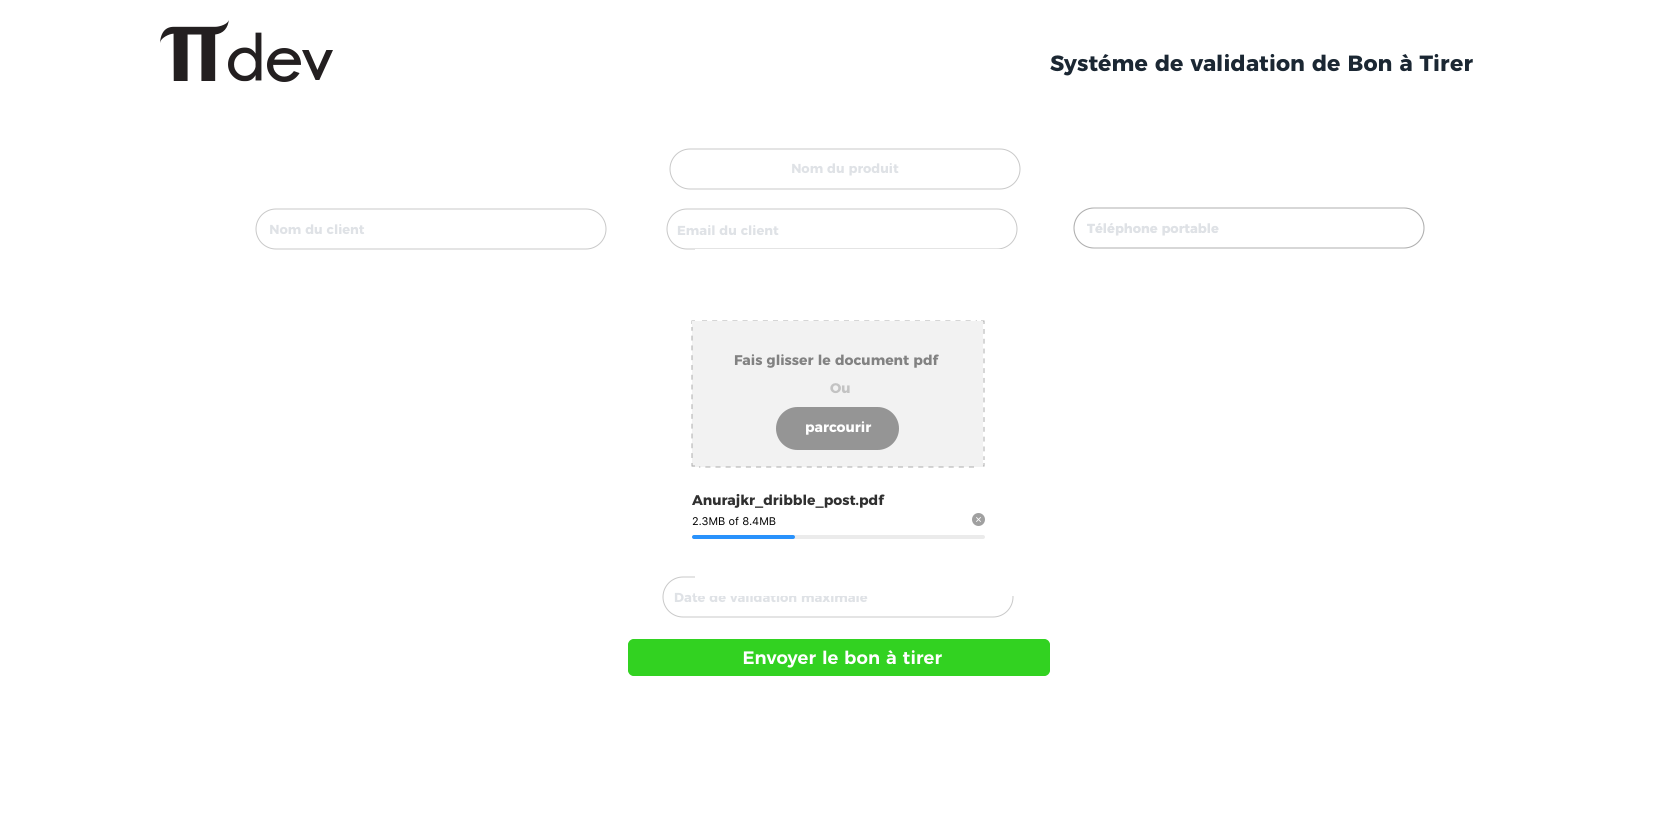 πdev
Systéme de validation de Bon à Tirer
Nom du produit
Nom du client
Email du client
Téléphone portable
Fais glisser le document pdf
Ou
parcourir
Anurajkr_dribble_post.pdf
2.3MB of 8.4MB
Date de validation maximale
Envoyer le bon à tirer